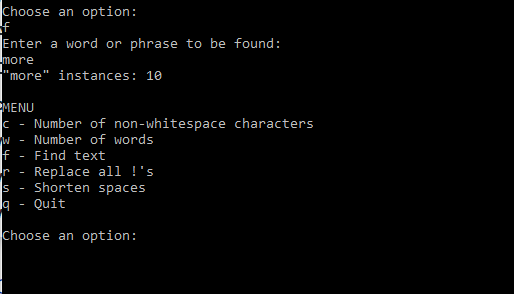 Choose an option:
f
Enter a word or phrase to be found:
more
"more" instances: 10
MENU
c - Number of non-whitespace characters
w - Number of words
f - Find text
r - Replace all !'s
s - Shorten spaces
q - Quit
Choose an option: